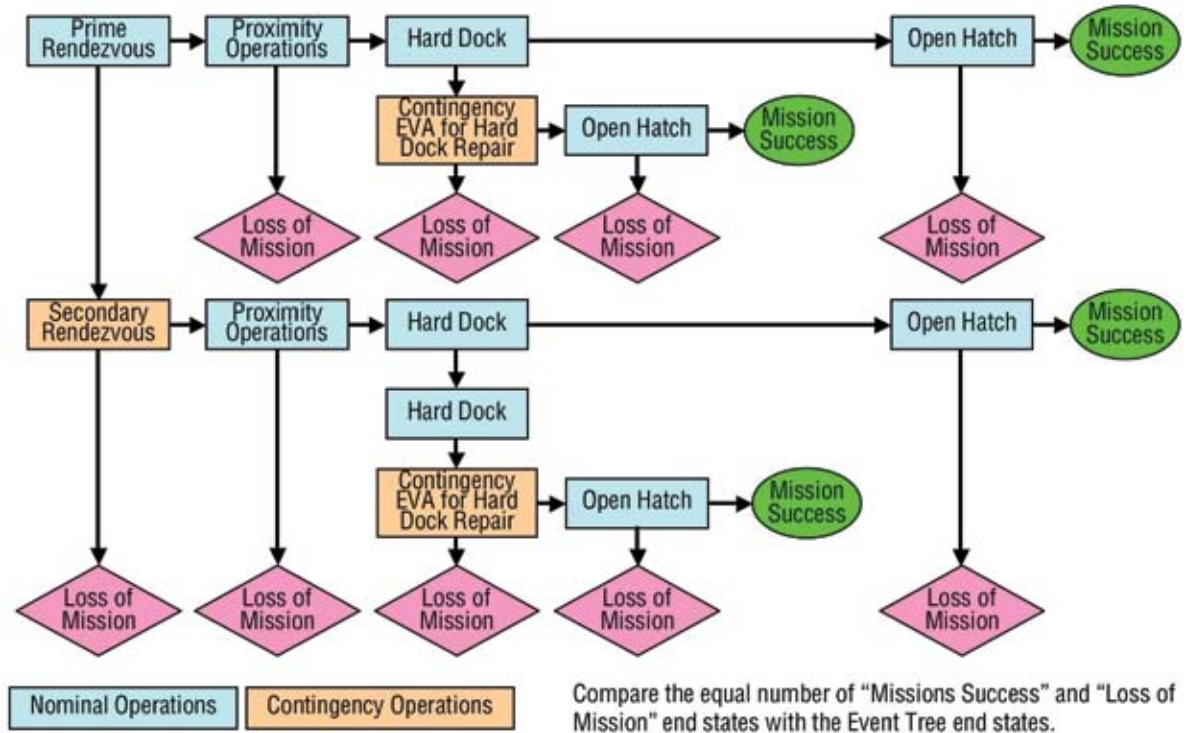 Prime
Rendezvous
Proximity
Operations
Hard Dock
Open Hatch
Mission
Success
Contingency
EVA for Hard
Dock Repair
Open Hatch
Mission
Success
Loss of
Mission
Loss of
Mission
Loss of
Mission
Loss of
Mission
Secondary
Rendezvous
Proximity
Operations
Hard Dock
Open Hatch
Mission
Success
Hard Dock
Contingency
EVA for Hard
Dock Repair
Open Hatch
Mission
Success
Loss of
Mission
Loss of
Mission
Loss of
Mission
Loss of
Mission
Loss of
Mission
Nominal Operations
Contingency Operations
Compare the equal number of “Missions Success” and “Loss of
Mission” end states with the Event Tree end states.